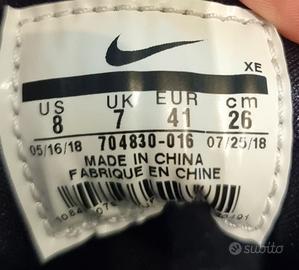 XE
US UK EUR cm
8 7 41 26
05/16/18 704830-016 07/25/18
MADE IN CHINA
FABRIQUE EN CHINE
subito